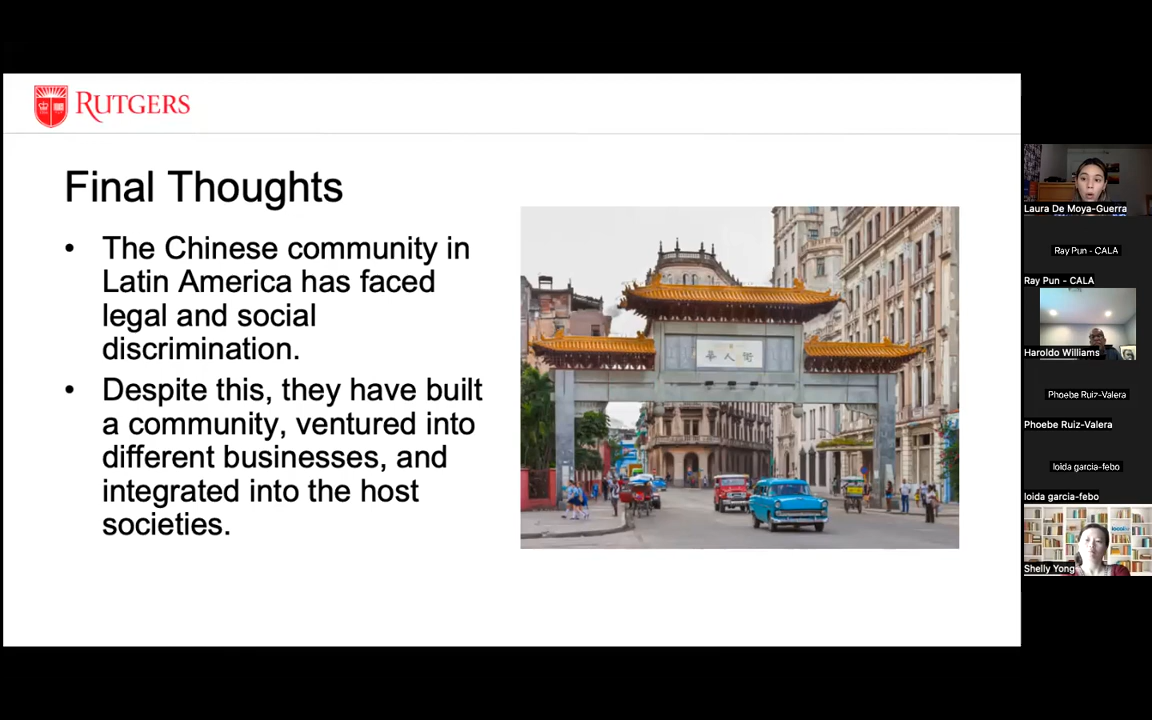 RUTGERS
Final Thoughts
• The Chinese community in
Latin America has faced
legal and social
discrimination.
• Despite this, they have built
a community, ventured into
different businesses, and
integrated into the host
societies.
華人街
Laura De Moya-Guerra
Ray Pun - CALA
Ray Pun - CALA
Haroldo Williams
Phoebe Ruiz-Valera
Phoebe Ruiz-Valera
loida garcia-febo
loida garcia-febo
Shelly Yong